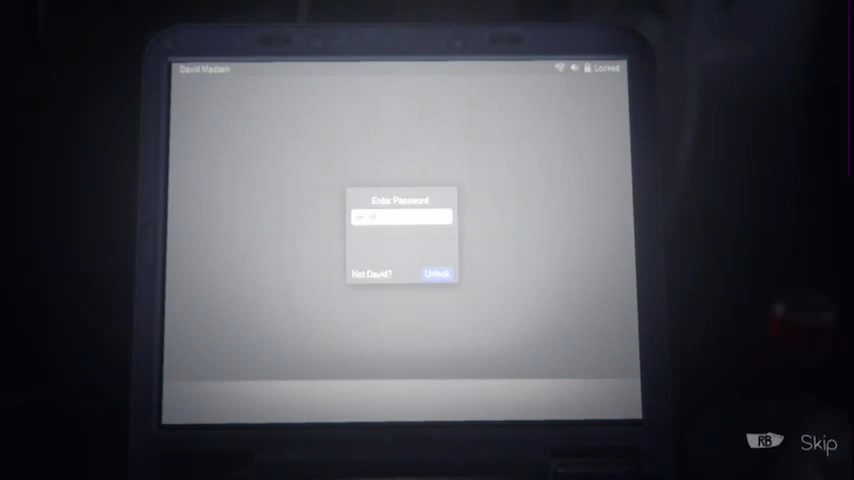 David Madsen
Locked
Enter Password
Not David?
Unlock
RB Skip